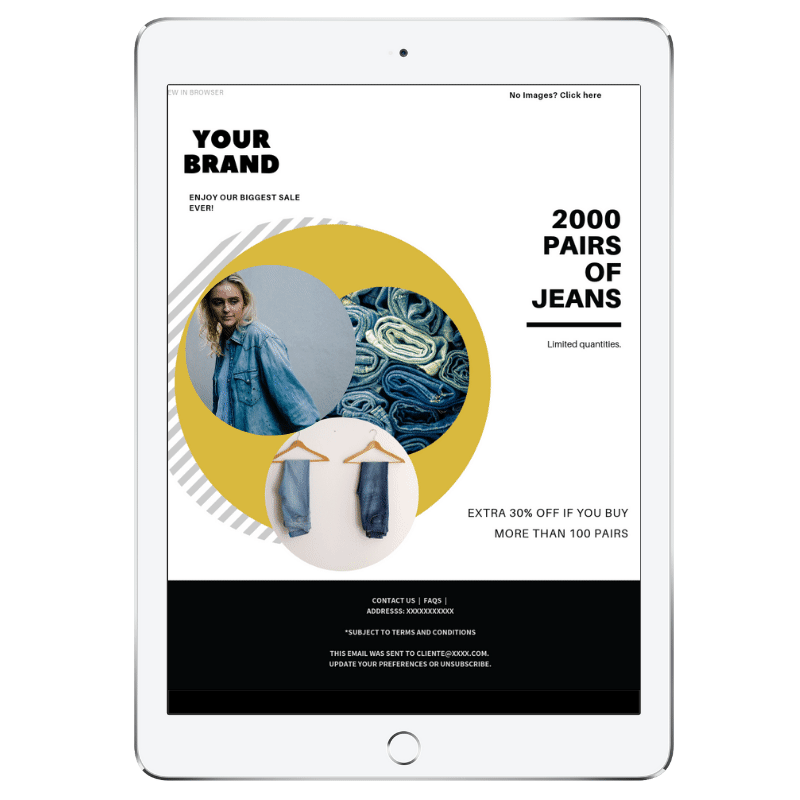 EW IN BROWSER
No Images? Click here
YOUR
BRAND
ENJOY OUR BIGGEST SALE
EVER!
2000
PAIRS
OF
JEANS
Limited quantities.
EXTRA 30% OFF IF YOU BUY
MORE THAN 100 PAIRS
CONTACT US | FAQS |
ADDRESSS: XXXXXXXXXXX
*SUBJECT TO TERMS AND CONDITIONS
THIS EMAIL WAS SENT TO CLIENTE@XXXX.COM.
UPDATE YOUR PREFERENCES OR UNSUBSCRIBE.